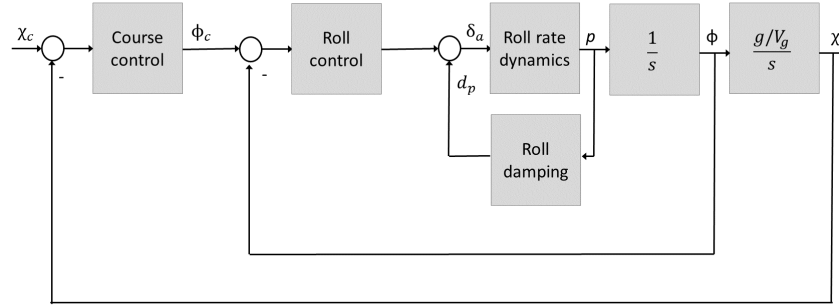 χc
-
Course
control
ϕc
-
Roll
control
δa
dp
Roll rate
dynamics
p
1
s
ϕ
g/Vg
s
χ
Roll
damping